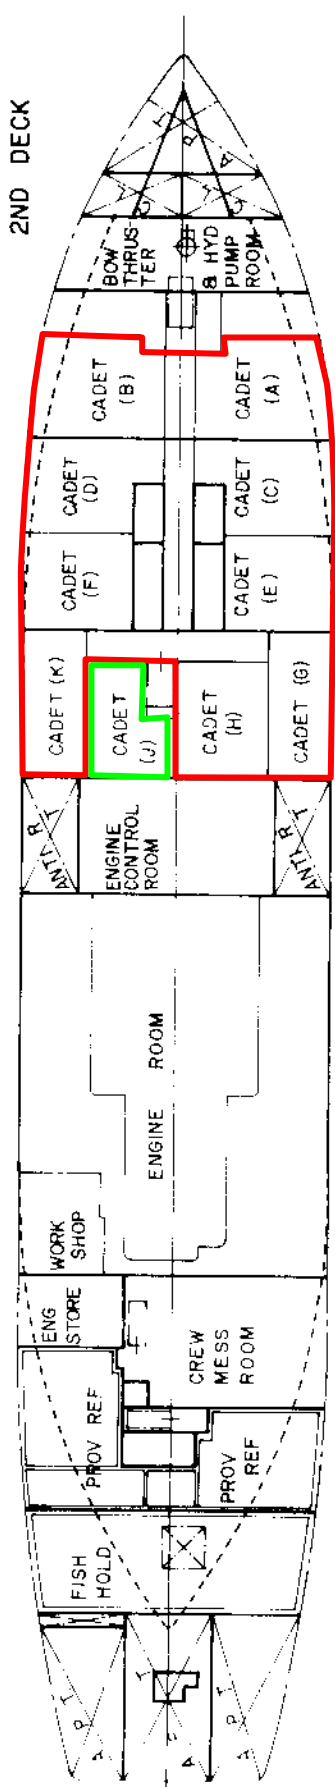 2ND DECK
A P T
BOW
THRUS-
TER
& HYD
PUMP
ROOM
CADET
(B)
CADET
(A)
CADET
(D)
CADET
(C)
CADET
(F)
CADET
(E)
CADET (K)
CADET
(J)
CADET
(H)
CADET (G)
ANTI R T
ENGINE
CONTROL
ROOM
ANTI R T
ENGINE ROOM
WORK
SHOP
ENG
STORE
CREW
MESS
ROOM
PROV REF
PROV REF
FISH
HOLD
A P T
A P T